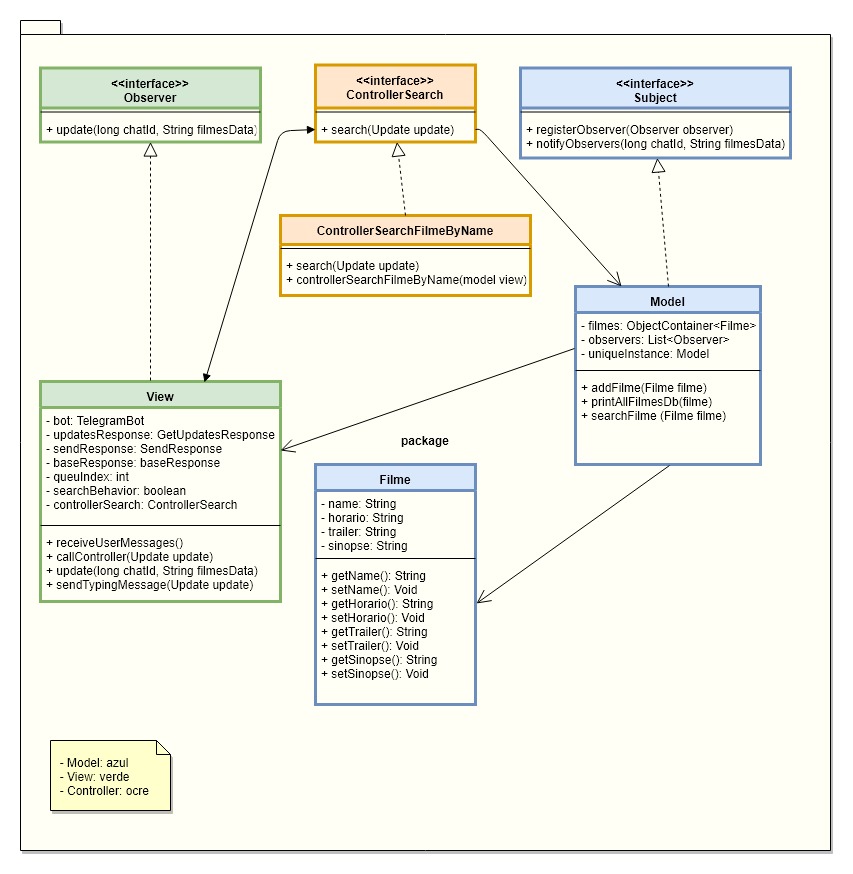 <<interface>>
Observer
+ update(long chatId, String filmesData)
<<interface>>
ControllerSearch
+ search(Update update)
<<interface>>
Subject
+ registerObserver(Observer observer)
+ notifyObservers(long chatId, String filmesData)
ControllerSearchFilmeByName
+ search(Update update)
+ controllerSearchFilmeByName(model view)
Model
- filmes: ObjectContainer<Filme>
- observers: List<Observer>
- uniqueInstance: Model
+ addFilme(Filme filme)
+ printAllFilmesDb(filme)
+ searchFilme (Filme filme)
View
- bot: TelegramBot
- updatesResponse: GetUpdatesResponse
- sendResponse: SendResponse
- baseResponse: baseResponse
- queuIndex: int
- searchBehavior: boolean
- controllerSearch: ControllerSearch
+ receiveUserMessages()
+ callController(Update update)
+ update(long chatId, String filmesData)
+ sendTypingMessage(Update update)
package
Filme
- name: String
- horario: String
- trailer: String
- sinopse: String
+ getName(): String
+ setName(): Void
+ getHorario(): String
+ setHorario(): Void
+ getTrailer(): String
+ setTrailer(): Void
+ getSinopse(): String
+ setSinopse(): Void
- Model: azul
- View: verde
- Controller: ocre